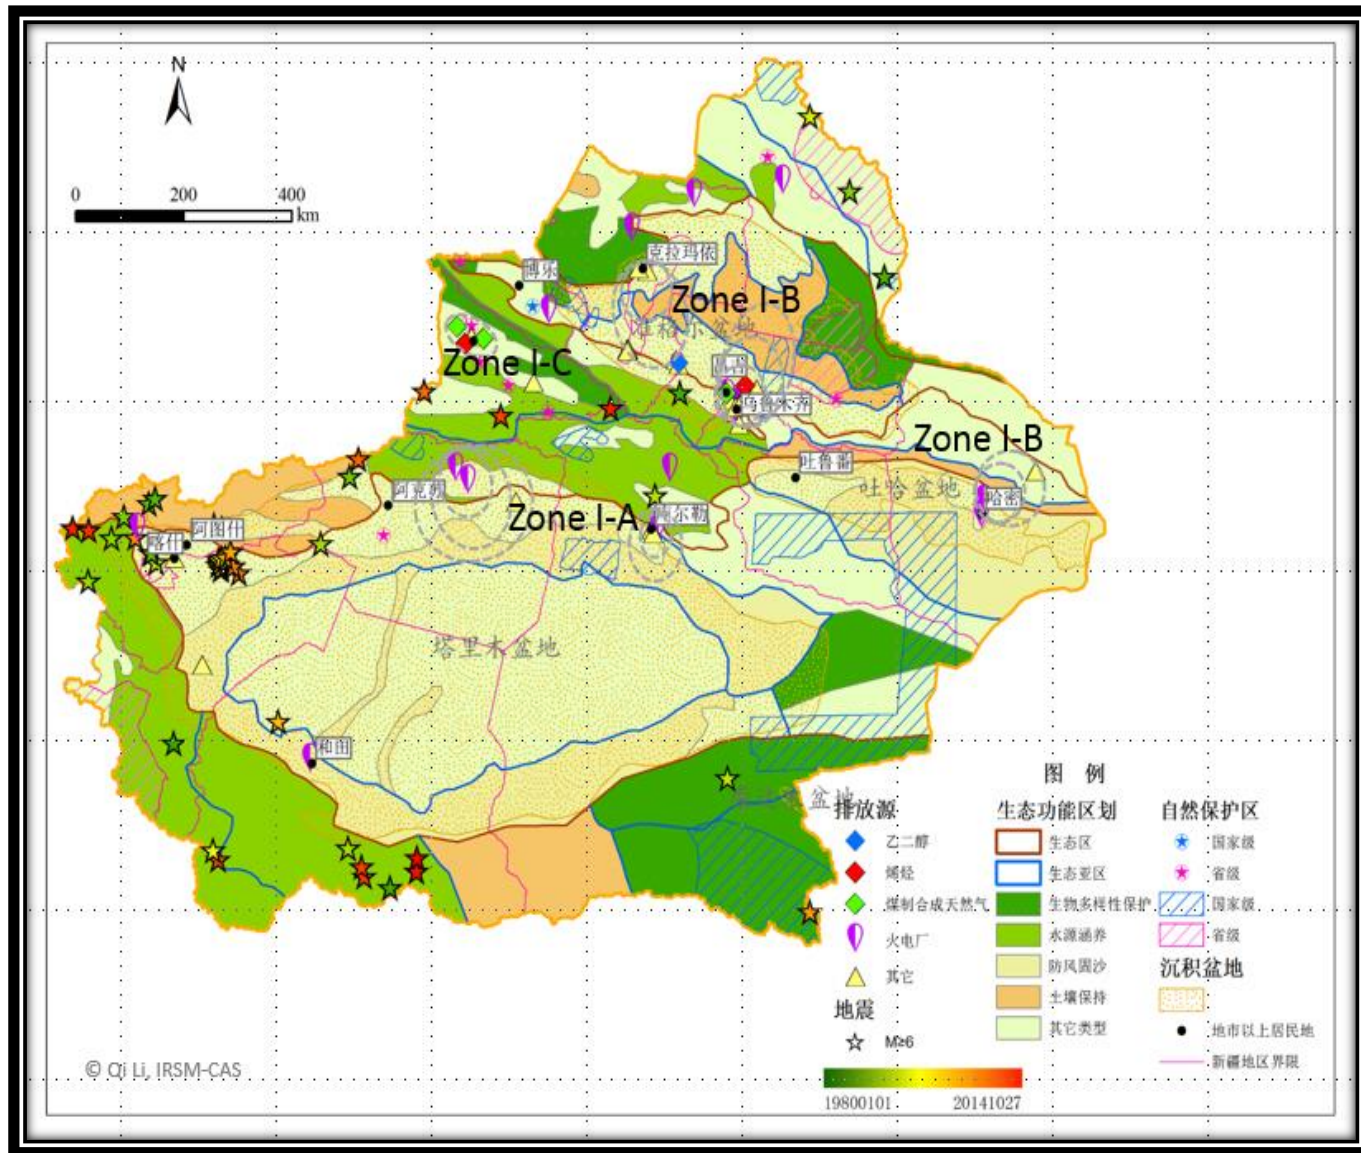 N
0 200 400
km
克拉玛依
博乐
Zone I-B
准格尔盆地
Zone I-C
昌吉
乌鲁木齐
Zone I-B
吐鲁番
吐哈盆地
哈密
阿克苏
Zone I-A
库尔勒
阿图什
喀什
塔里木盆地
和田
盆地
图 例
排放源
乙二醇
烯烃
煤制合成天然气
火电厂
其它
地震
M≥6
19800101 20141027
生态功能区划
生态区
生态亚区
生物多样性保护
水源涵养
防风固沙
土壤保持
其它类型
自然保护区
国家级
省级
国家级
省级
沉积盆地
地市以上居民地
新疆地区界限
© Qi Li, IRSM-CAS